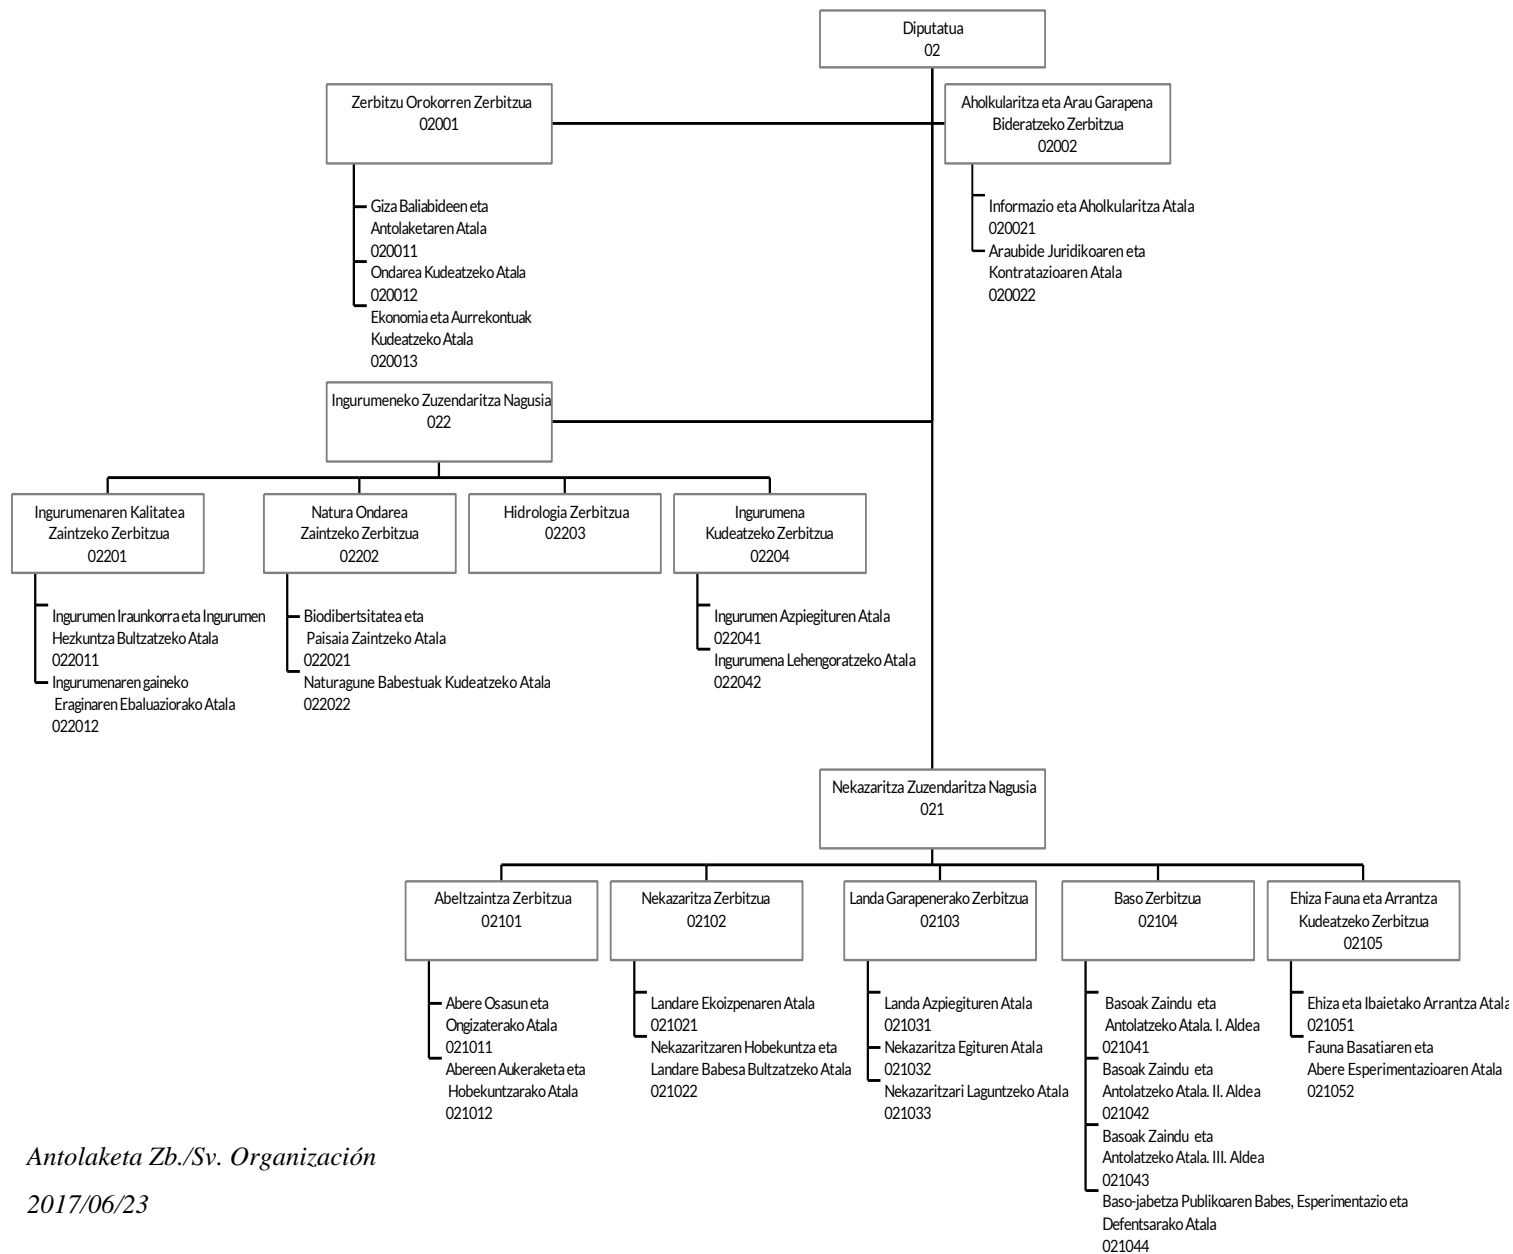 Diputatua
02
Zerbitzu Orokorren Zerbitzua
02001
Aholkularitza eta Arau Garapena
Bideratzeko Zerbitzua
02002
Giza Baliabideen eta
Antolaketaren Atala
020011
Ondarea Kudeatzeko Atala
020012
Ekonomia eta Aurrekontuak
Kudeatzeko Atala
020013
Informazio eta Aholkularitza Atala
020021
Araubide Juridikoaren eta
Kontratazioaren Atala
020022
Ingurumeneko Zuzendaritza Nagusia
022
Ingurumenaren Kalitatea
Zaintzeko Zerbitzua
02201
Natura Ondarea
Zaintzeko Zerbitzua
02202
Hidrologia Zerbitzua
02203
Ingurumena
Kudeatzeko Zerbitzua
02204
Ingurumen Iraunkorra eta Ingurumen
Hezkuntza Bultzatzeko Atala
022011
Ingurumenaren gaineko
Eraginaren Ebaluaziorako Atala
022012
Biodibertsitatea eta
Paisaia Zaintzeko Atala
022021
Naturagune Babestuak Kudeatzeko Atala
022022
Ingurumen Azpiegituren Atala
022041
Ingurumena Lehengoratzeko Atala
022042
Nekazaritza Zuzendaritza Nagusia
021
Abeltzaintza Zerbitzua
02101
Nekazaritza Zerbitzua
02102
Landa Garapenerako Zerbitzua
02103
Baso Zerbitzua
02104
Ehiza Fauna eta Arrantza
Kudeatzeko Zerbitzua
02105
Abere Osasun eta
Ongizaterako Atala
021011
Abereen Aukeraketa eta
Hobekuntzarako Atala
021012
Landare Ekoizpenaren Atala
021021
Nekazaritzaren Hobekuntza eta
Landare Babesa Bultzatzeko Atala
021022
Landa Azpiegituren Atala
021031
Nekazaritza Egituren Atala
021032
Nekazaritzari Laguntzeko Atala
021033
Basoak Zaindu eta
Antolatzeko Atala. I. Aldea
021041
Basoak Zaindu eta
Antolatzeko Atala. II. Aldea
021042
Basoak Zaindu eta
Antolatzeko Atala. III. Aldea
021043
Baso-jabetza Publikoaren Babes, Esperimentazio eta
Defentsarako Atala
021044
Ehiza eta Ibaietako Arrantza Atala
021051
Fauna Basatiaren eta
Abere Esperimentazioaren Atala
021052
Antolaketa Zb./Sv. Organización
2017/06/23